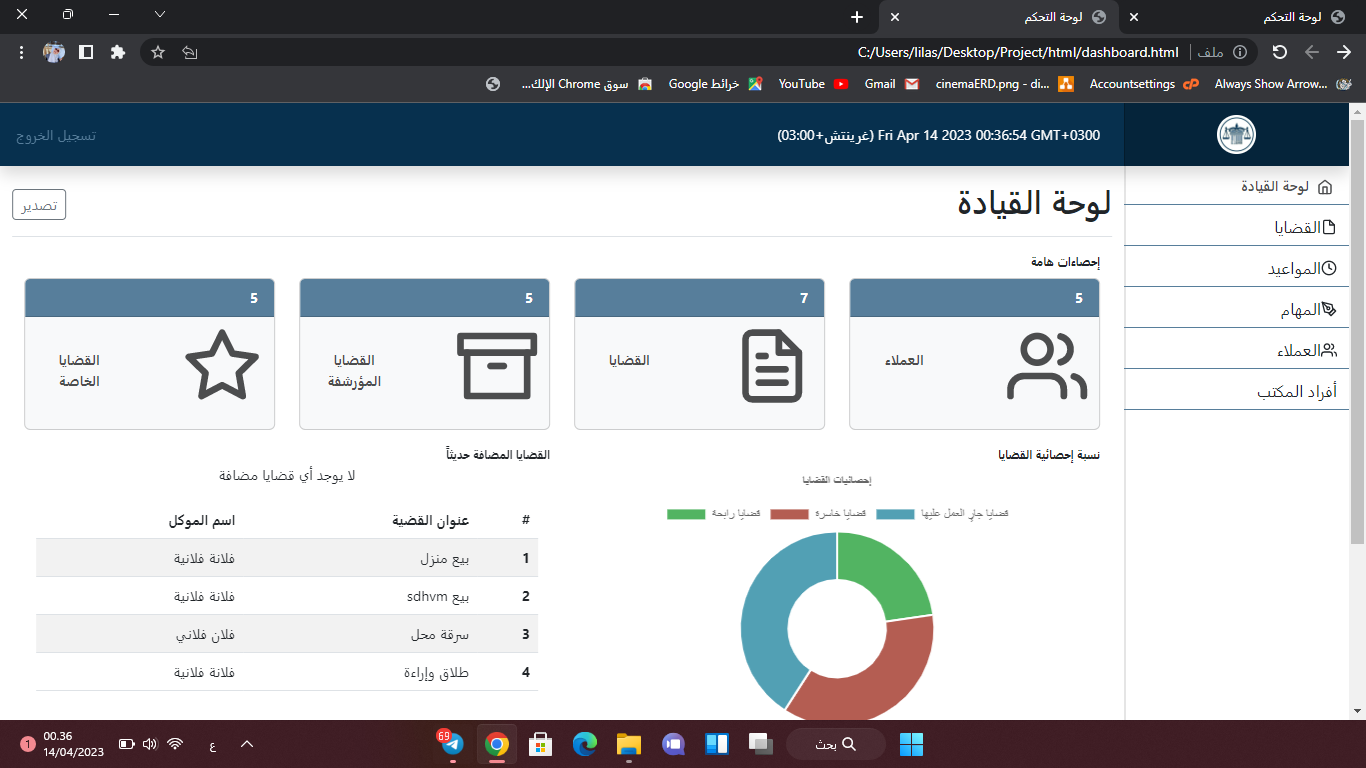 لوحة التحكم
لوحة التحكم
C:/Users/lilas/Desktop/Project/html/dashboard.html
ملف
Always Show Arrow...
Accountsettings
cinemaERD.png - di...
Gmail
YouTube
خرائط Google
سوق Chrome الإلك...
Fri Apr 14 2023 00:36:54 GMT+0300 (غرينتش+03:00)
تسجيل الخروج
لوحة القيادة
القضايا
المواعيد
المهام
العملاء
أفراد المكتب
لوحة القيادة
تصدير
إحصاءات هامة
5
العملاء
7
القضايا
5
القضايا
المؤرشفة
5
القضايا
الخاصة
نسبة إحصائية القضايا
إحصائيات القضايا
قضايا جارٍ العمل عليها
قضايا خاسرة
قضايا رابحة
القضايا المضافة حديثاً
لا يوجد أي قضايا مضافة
# عنوان القضية اسم الموكل
1 بيع منزل فلانة فلانية
2 بيع sdhvm فلانة فلانية
3 سرقة محل فلان فلاني
4 طلاق وإراءة فلانة فلانية
بحث
69
ع
00.36
14/04/2023
1